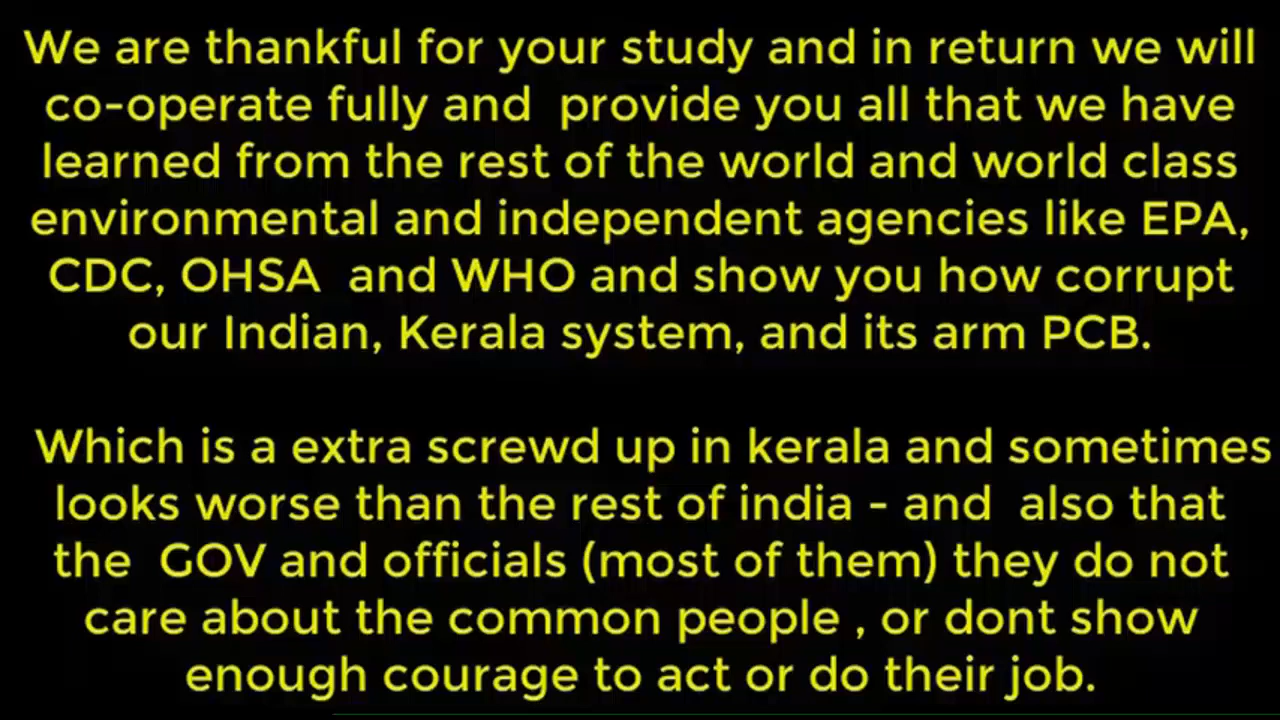 We are thankful for your study and in return we will
co-operate fully and provide you all that we have
learned from the rest of the world and world class
environmental and independent agencies like EPA,
CDC, OHSA and WHO and show you how corrupt
our Indian, Kerala system, and its arm PCB.
Which is a extra screwd up in kerala and sometimes
looks worse than the rest of india - and also that
the GOV and officials (most of them) they do not
care about the common people , or dont show
enough courage to act or do their job.